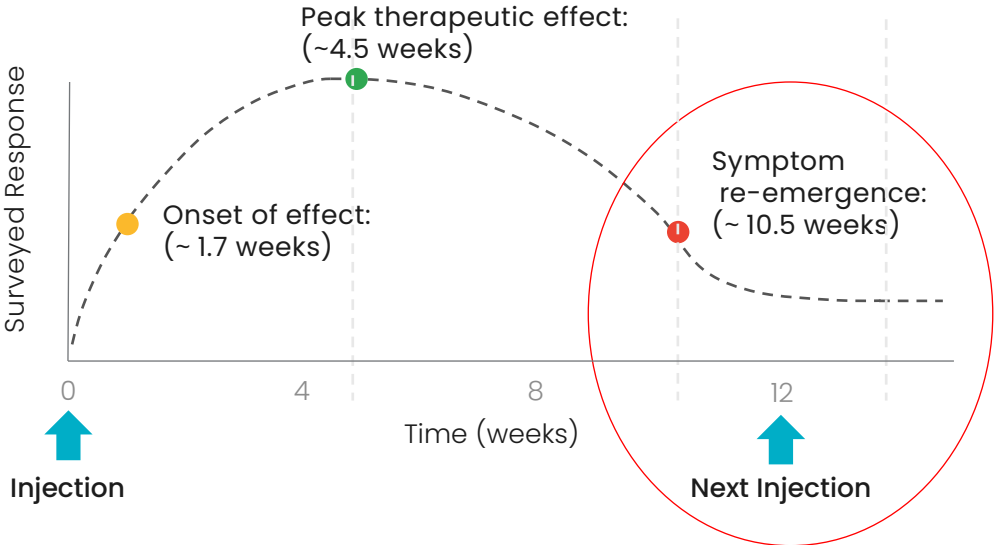 Peak therapeutic effect:
(~4.5 weeks)
Surveyed Response
Onset of effect:
(~ 1.7 weeks)
Symptom
re-emergence:
(~ 10.5 weeks)
0
4
8
12
Time (weeks)
Injection
Next Injection